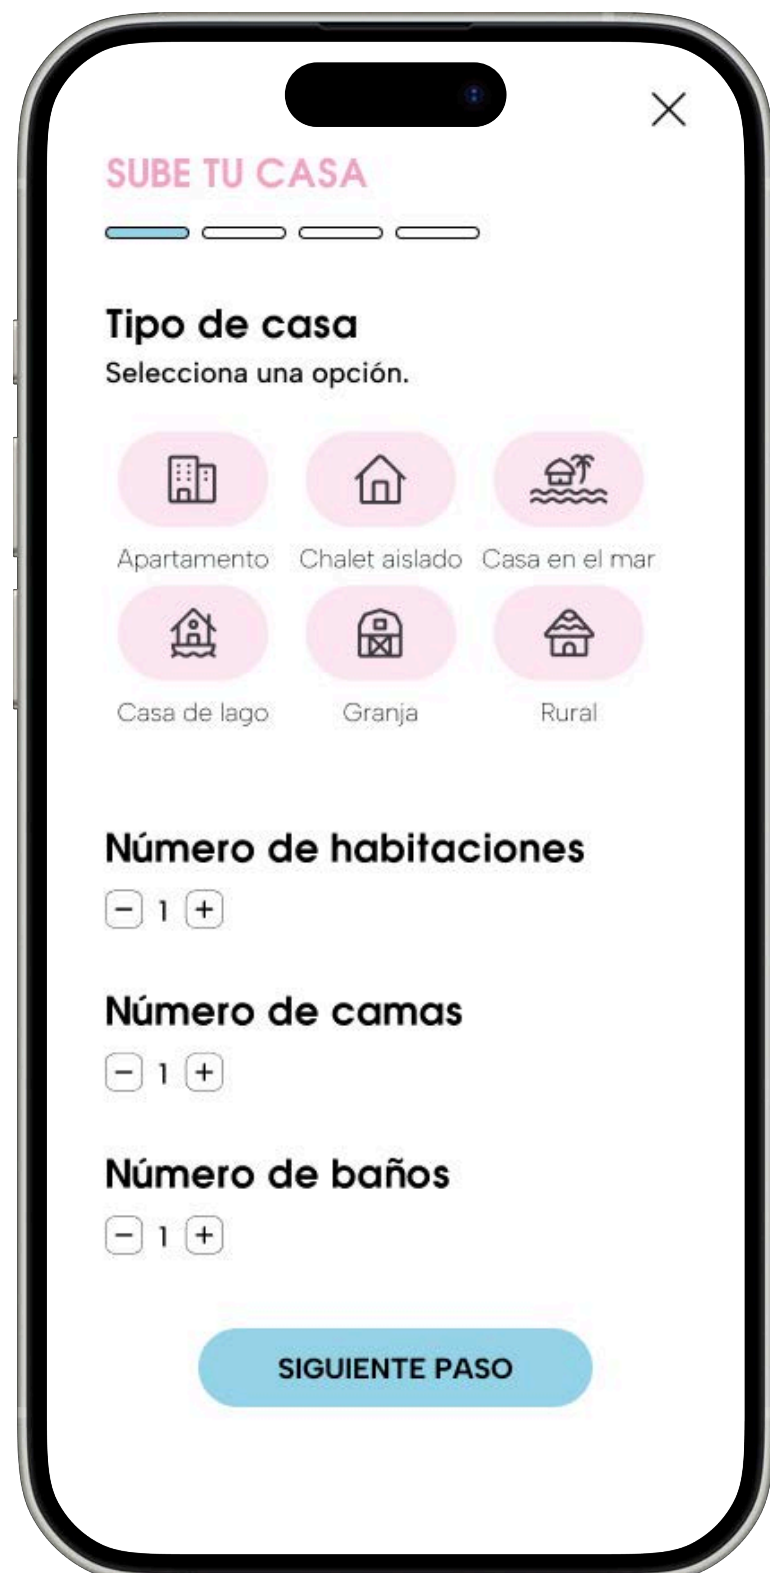 SUBE TU CASA
Tipo de casa
Selecciona una opción.
Apartamento Chalet aislado Casa en el mar
Casa de lago Granja Rural
Número de habitaciones
− 1 +
Número de camas
− 1 +
Número de baños
− 1 +
SIGUIENTE PASO